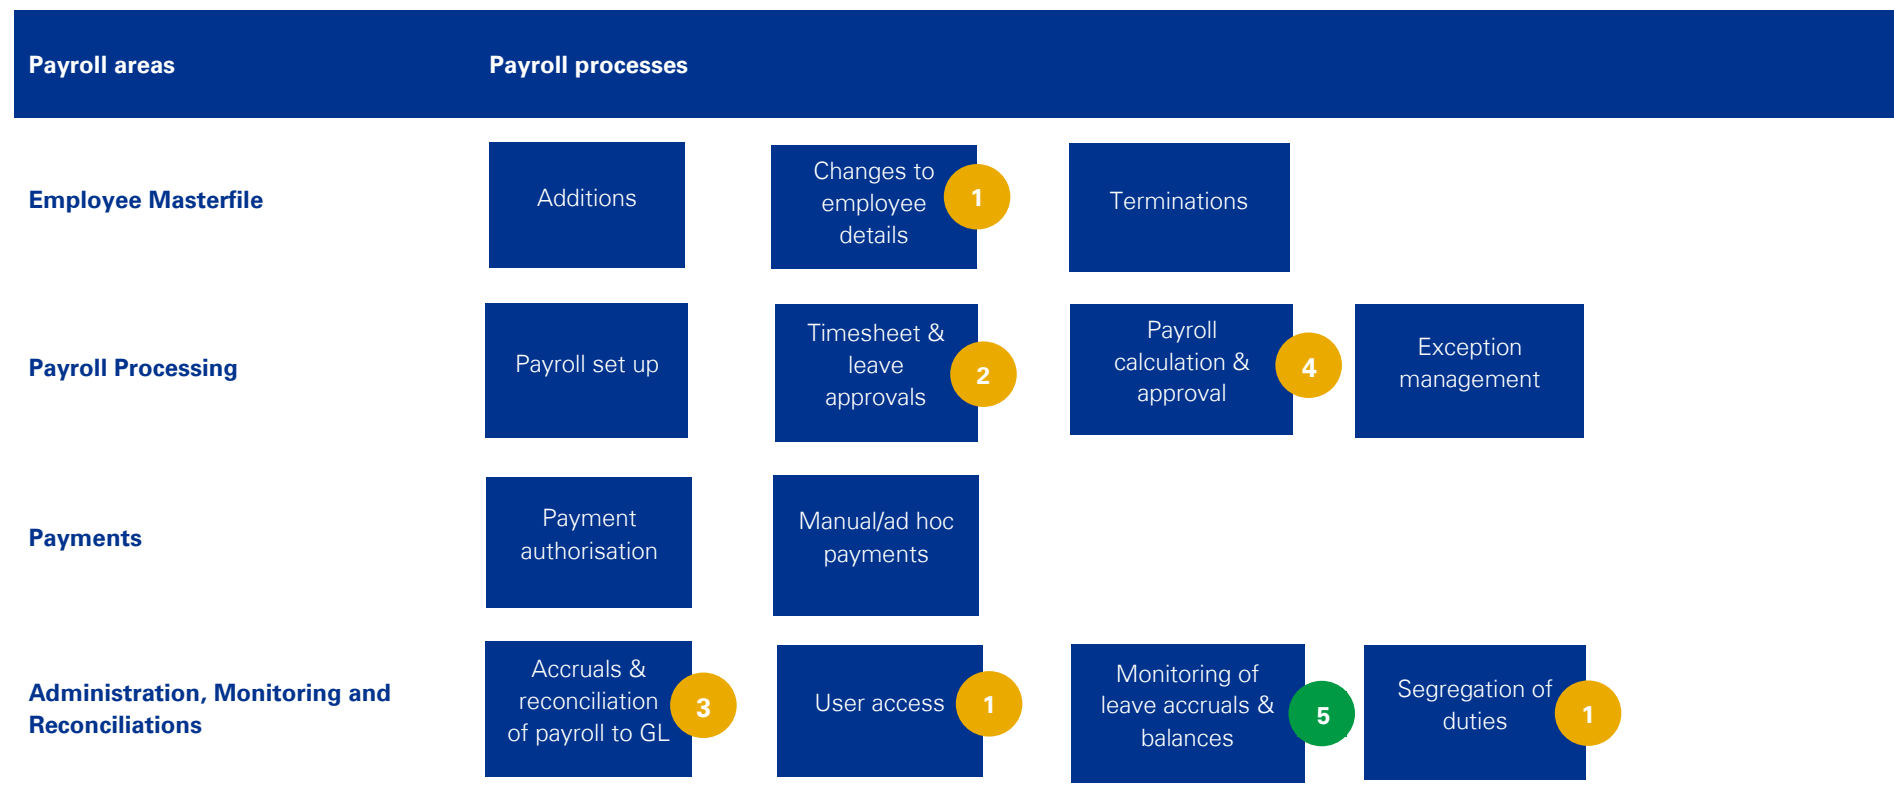 Payroll areas
Payroll processes
Employee Masterfile
Additions
Changes to
employee
details
1
Terminations
Payroll Processing
Payroll set up
Timesheet &
leave
approvals
2
Payroll
calculation &
approval
4
Exception
management
Payments
Payment
authorisation
Manual/ad hoc
payments
Administration, Monitoring and
Reconciliations
Accruals &
reconciliation
of payroll to GL
3
User access
1
Monitoring of
leave accruals &
balances
5
Segregation of
duties
1